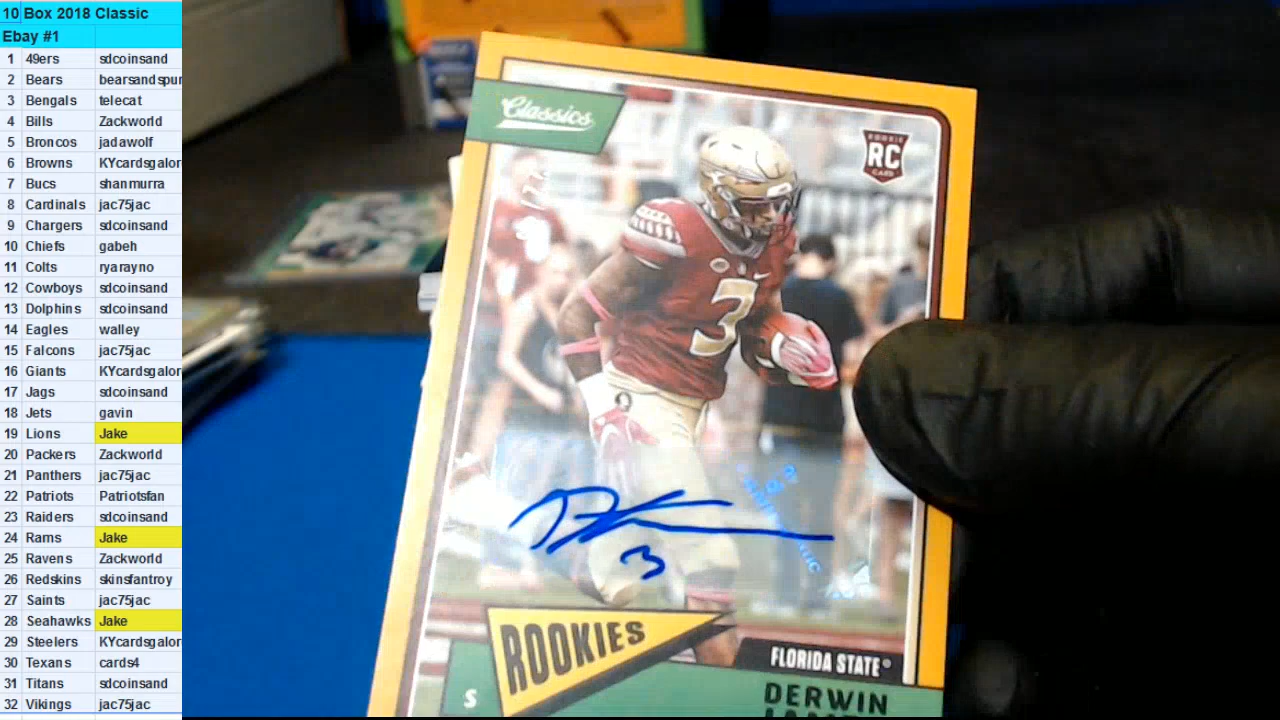 10 Box 2018 Classic
Ebay #1
1 49ers sdcoinsand
2 Bears bearsandspur
3 Bengals telecat
4 Bills Zackworld
5 Broncos jadawolf
6 Browns KYcardsgalor
7 Bucs shanmurra
8 Cardinals jac75jac
9 Chargers sdcoinsand
10 Chiefs gabeh
11 Colts ryarayno
12 Cowboys sdcoinsand
13 Dolphins sdcoinsand
14 Eagles walley
15 Falcons jac75jac
16 Giants KYcardsgalor
17 Jags sdcoinsand
18 Jets gavin
19 Lions Jake
20 Packers Zackworld
21 Panthers jac75jac
22 Patriots Patriotsfan
23 Raiders sdcoinsand
24 Rams Jake
25 Ravens Zackworld
26 Redskins skinsfantroy
27 Saints jac75jac
28 Seahawks Jake
29 Steelers KYcardsgalor
30 Texans cards4
31 Titans sdcoinsand
32 Vikings jac75jac
Classics
ROOKIE
RC
CARD
3
3
ROOKIES
S
FLORIDA STATE
DERWIN